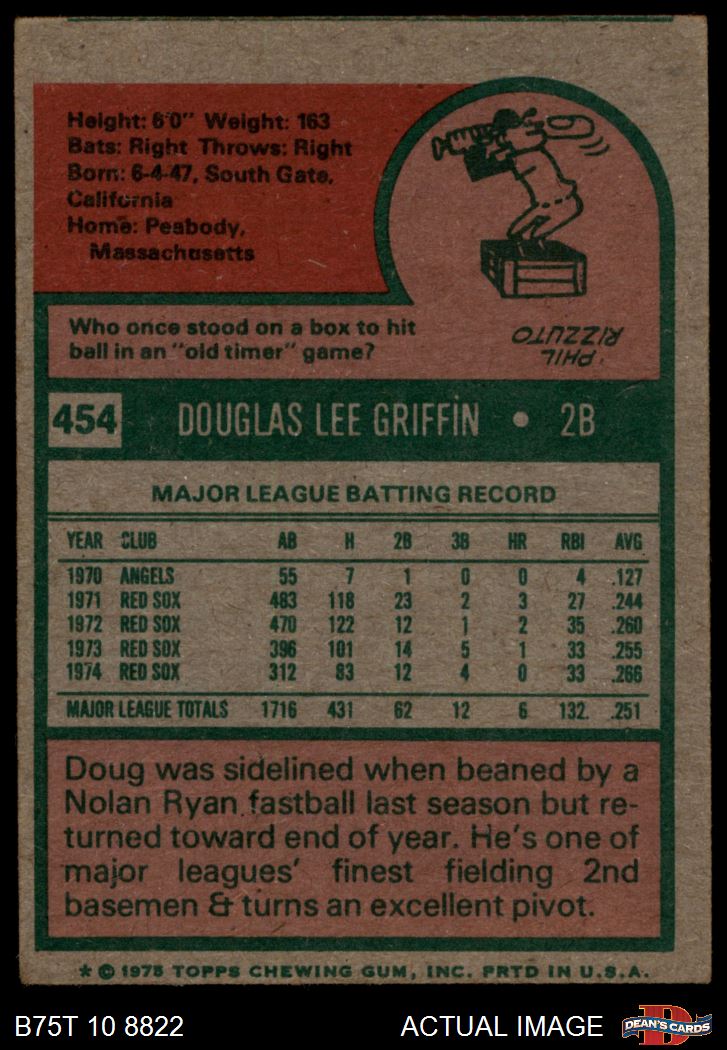 Height: 6'0" Weight: 163
Bats: Right Throws: Right
Born: 6-4-47, South Gate,
California
Home: Peabody,
Massachusetts
Who once stood on a box to hit
ball in an "old timer" game?
PHIL
RIZZUTO
454 DOUGLAS LEE GRIFFIN • 2B
MAJOR LEAGUE BATTING RECORD
YEAR CLUB AB H 2B 3B HR RBI AVG
1970 ANGELS 55 7 1 0 0 4 .127
1971 RED SOX 483 118 23 2 3 27 .244
1972 RED SOX 470 122 12 1 2 35 .260
1973 RED SOX 396 101 14 5 1 33 .255
1974 RED SOX 312 83 12 4 0 33 .266
MAJOR LEAGUE TOTALS 1716 431 62 12 6 132. .251
Doug was sidelined when beaned by a
Nolan Ryan fastball last season but re-
turned toward end of year. He's one of
major leagues' finest fielding 2nd
basemen & turns an excellent pivot.
* © 1975 TOPPS CHEWING GUM, INC. PRTD IN U.S.A.
B75T 10 8822 ACTUAL IMAGE
D
DEAN'S CARDS